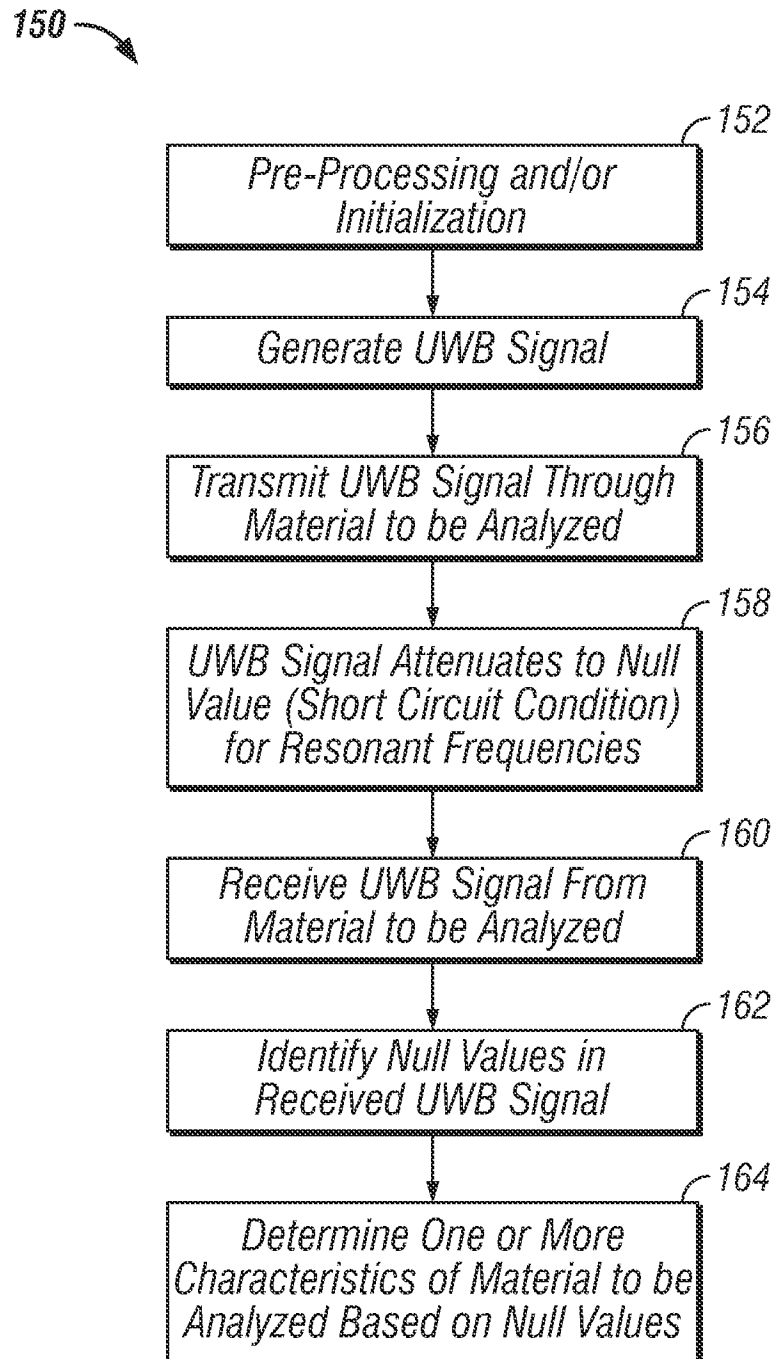 150
152
Pre-Processing and/or
Initialization
154
Generate UWB Signal
156
Transmit UWB Signal Through
Material to be Analyzed
158
UWB Signal Attenuates to Null
Value (Short Circuit Condition)
for Resonant Frequencies
160
Receive UWB Signal From
Material to be Analyzed
162
Identify Null Values in
Received UWB Signal
164
Determine One or More
Characteristics of Material to be
Analyzed Based on Null Values